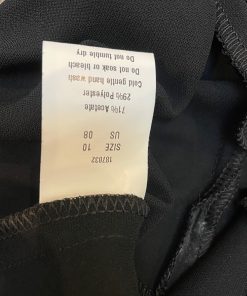 187832
SIZE 10
US 08
71% Acetate
29% Polyester
Cold gentle hand wash
Do not soak or bleach
Do not tumble dry